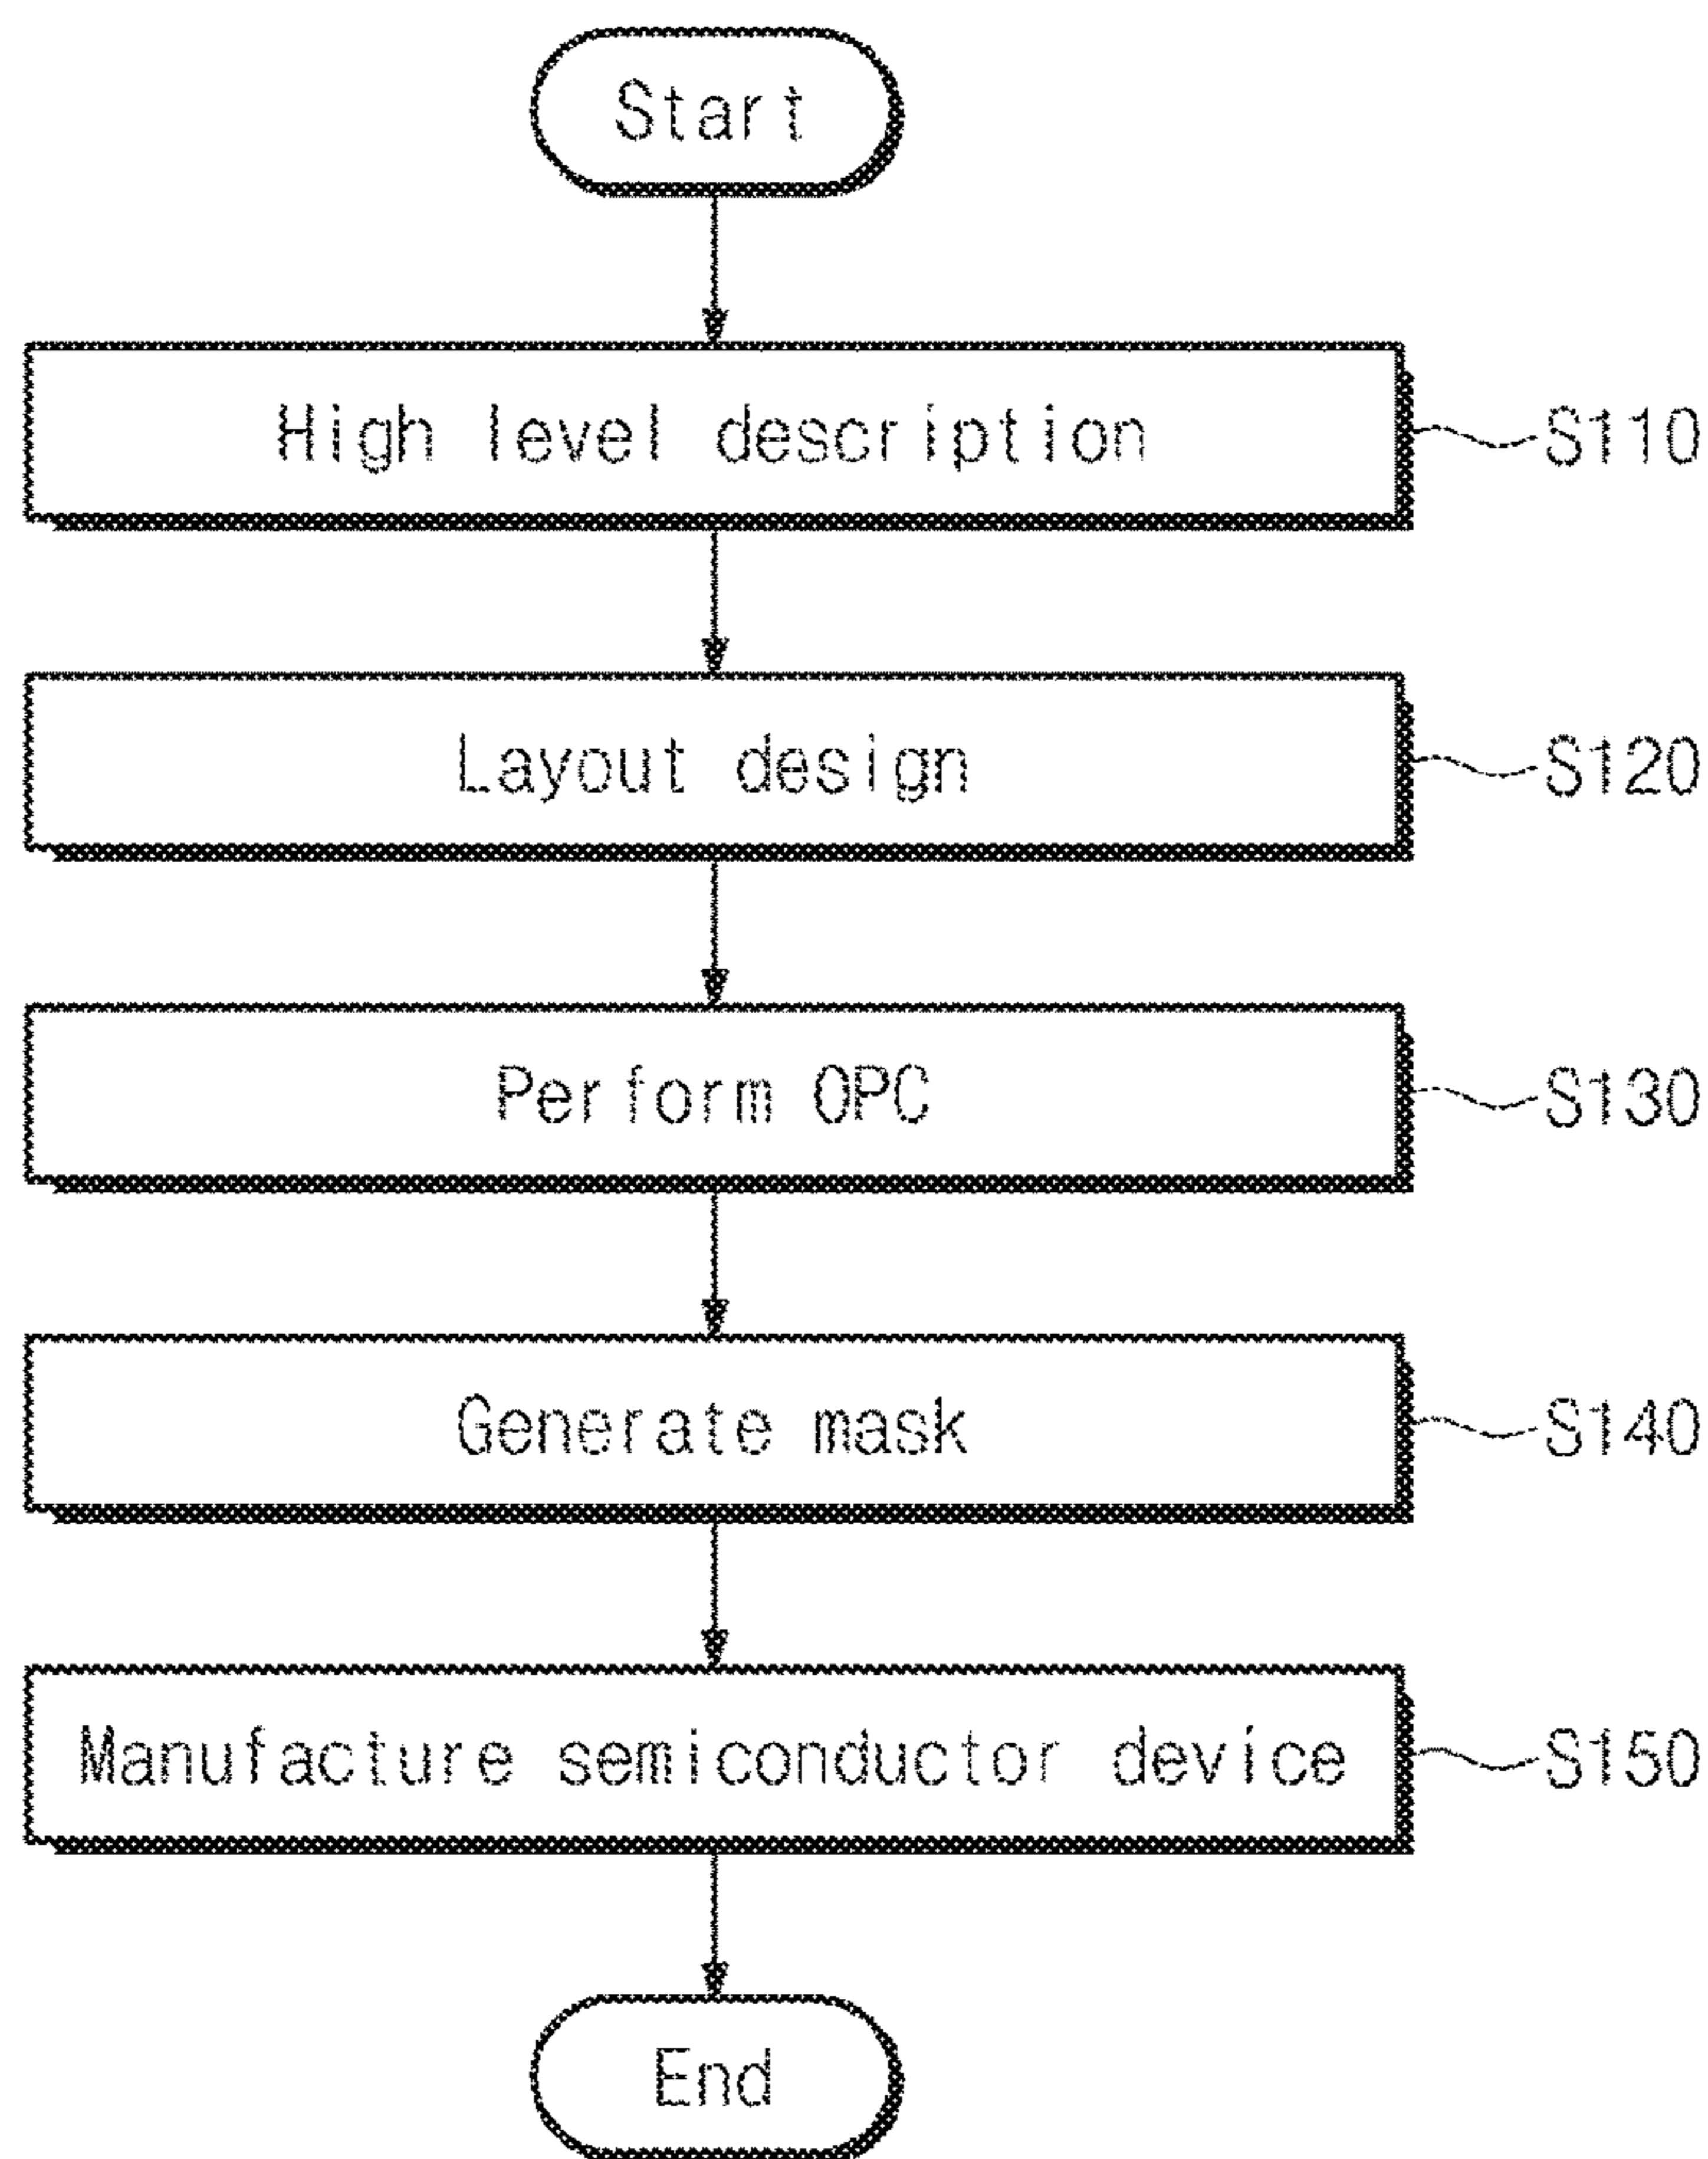 Start
High level description
S110
Layout design
S120
Perform OPC
S130
Generate mask
S140
Manufacture semiconductor device
S150
End